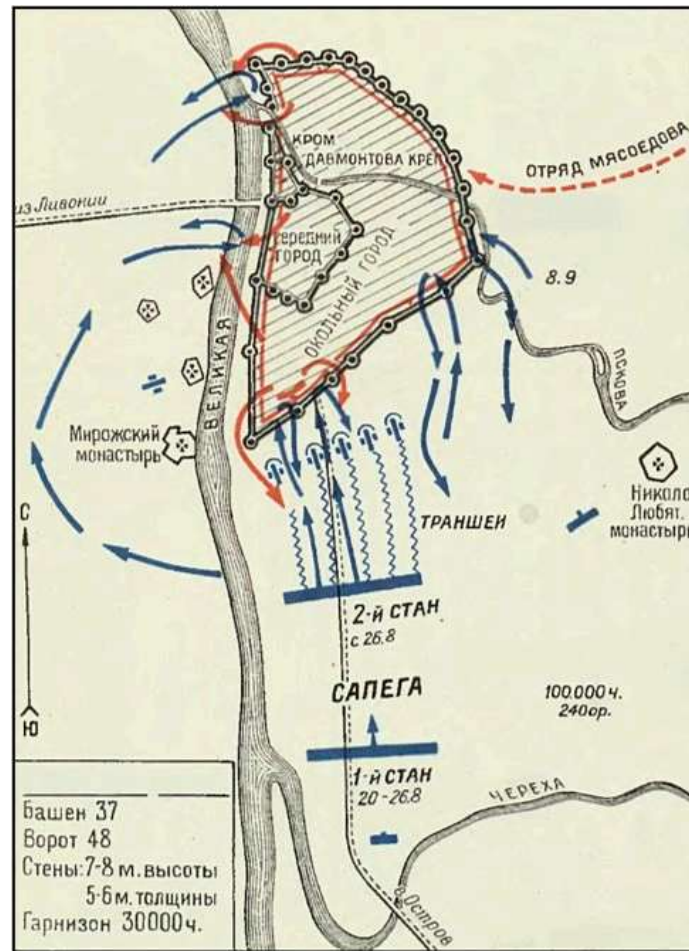 КРОМ
ДАВМОНТОВА КРЕП.
ОТРЯД МЯСОЕДОВА
из Ливонии
СЕРЕДНИЙ
ГОРОД
ОКОЛЬНЫЙ ГОРОД
8.9
ВЕЛИКАЯ
ПСКОВА
Мирожский
монастырь
Николо
Любят.
монастырь
С
ТРАНШЕИ
2-й СТАН
с 26.8
САПЕГА
100.000 ч.
240 ор.
Ю
1-й СТАН
20-26.8
ЧЕРЕХА
Башен 37
Ворот 48
Стены: 7-8 м. высоты
5-6 м. толщины
Гарнизон 30000 ч.
Остров